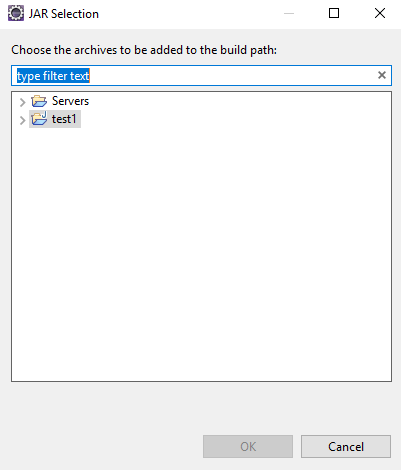 JAR Selection
Choose the archives to be added to the build path:
type filter text
Servers
test1
OK
Cancel